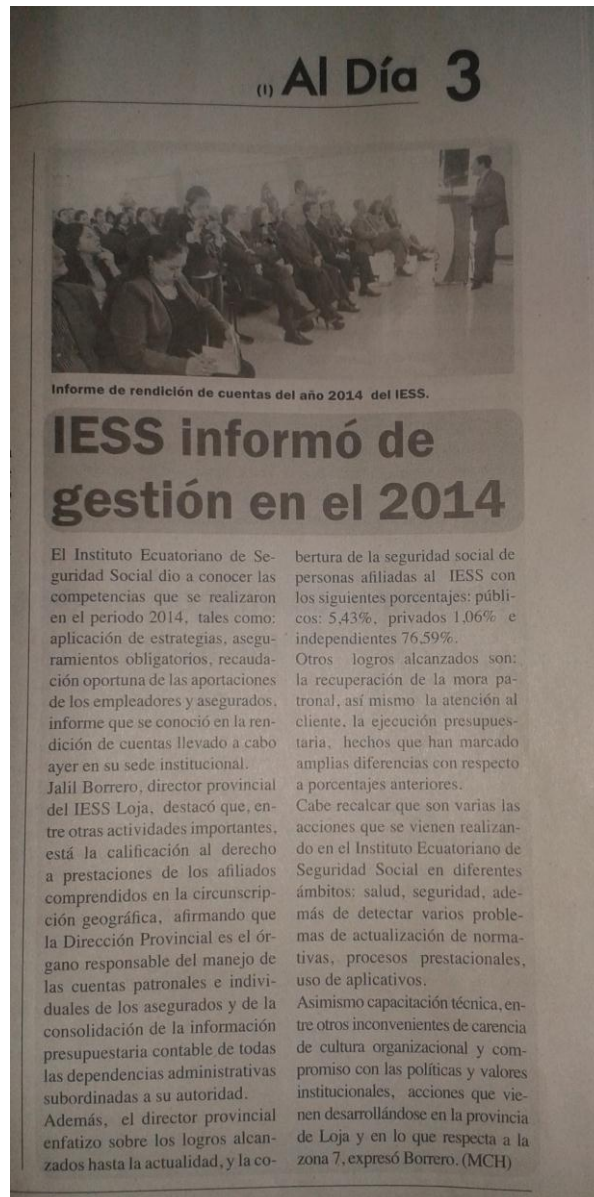 (I) Al Día 3
Informe de rendición de cuentas del año 2014 del IESS.
IESS informó de
gestión en el 2014
El Instituto Ecuatoriano de Se-
guridad Social dio a conocer las
competencias que se realizaron
en el periodo 2014, tales como:
aplicación de estrategias, asegu-
ramientos obligatorios, recauda-
ción oportuna de las aportaciones
de los empleadores y asegurados,
informe que se conoció en la ren-
dición de cuentas llevado a cabo
ayer en su sede institucional.
Jalil Borrero, director provincial
del IESS Loja, destacó que, en-
tre otras actividades importantes,
está la calificación al derecho
a prestaciones de los afiliados
comprendidos en la circunscrip-
ción geográfica, afirmando que
la Dirección Provincial es el ór-
gano responsable del manejo de
las cuentas patronales e indivi-
duales de los asegurados y de la
consolidación de la información
presupuestaria contable de todas
las dependencias administrativas
subordinadas a su autoridad.
Además, el director provincial
enfatizo sobre los logros alcan-
zados hasta la actualidad, y la co-
bertura de la seguridad social de
personas afiliadas al IESS con
los siguientes porcentajes: públi-
cos: 5,43%, privados 1,06% e
independientes 76,59%.
Otros logros alcanzados son:
la recuperación de la mora pa-
tronal, así mismo la atención al
cliente, la ejecución presupues-
taria, hechos que han marcado
amplias diferencias con respecto
a porcentajes anteriores.
Cabe recalcar que son varias las
acciones que se vienen realizan-
do en el Instituto Ecuatoriano de
Seguridad Social en diferentes
ámbitos: salud, seguridad, ade-
más de detectar varios proble-
mas de actualización de norma-
tivas, procesos prestacionales,
uso de aplicativos.
Asimismo capacitación técnica, en-
tre otros inconvenientes de carencia
de cultura organizacional y com-
promiso con las políticas y valores
institucionales, acciones que vie-
nen desarrollándose en la provincia
de Loja y en lo que respecta a la
zona 7, expresó Borrero. (MCH)